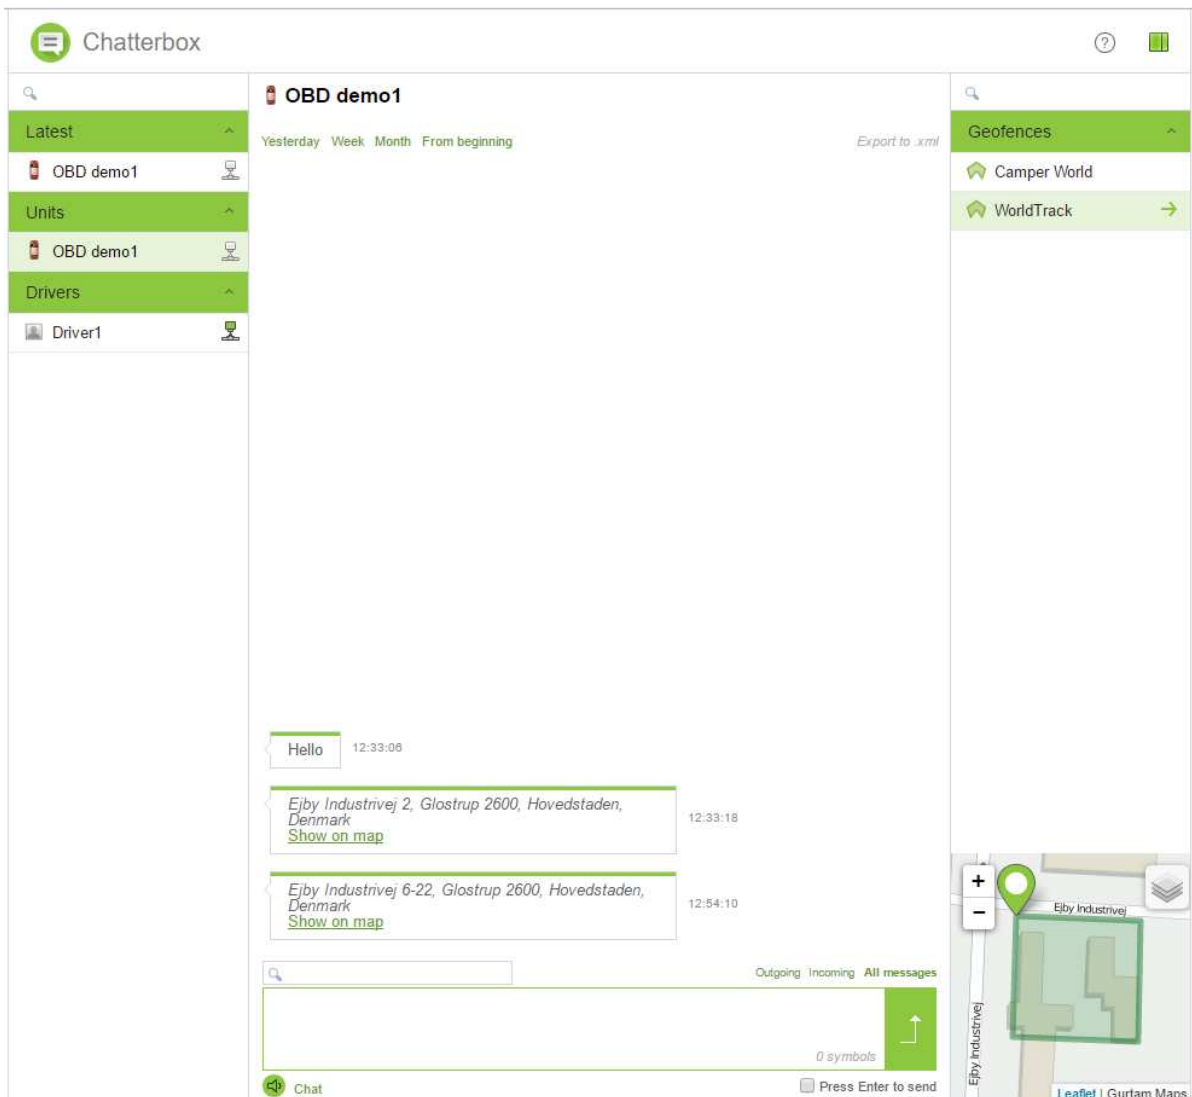 Chatterbox
?
Latest
OBD demo1
Units
OBD demo1
Drivers
Driver1
OBD demo1
Yesterday Week Month From beginning
Export to .xml
Hello
12:33:06
Ejby Industrivej 2, Glostrup 2600, Hovedstaden,
Denmark
Show on map
12:33:18
Ejby Industrivej 6-22, Glostrup 2600, Hovedstaden,
Denmark
Show on map
12:54:10
Outgoing Incoming All messages
0 symbols
Chat
Press Enter to send
Geofences
Camper World
WorldTrack
+
−
Ejby Industrivej
Ejby Industrivej
Leaflet | Gurtam Maps